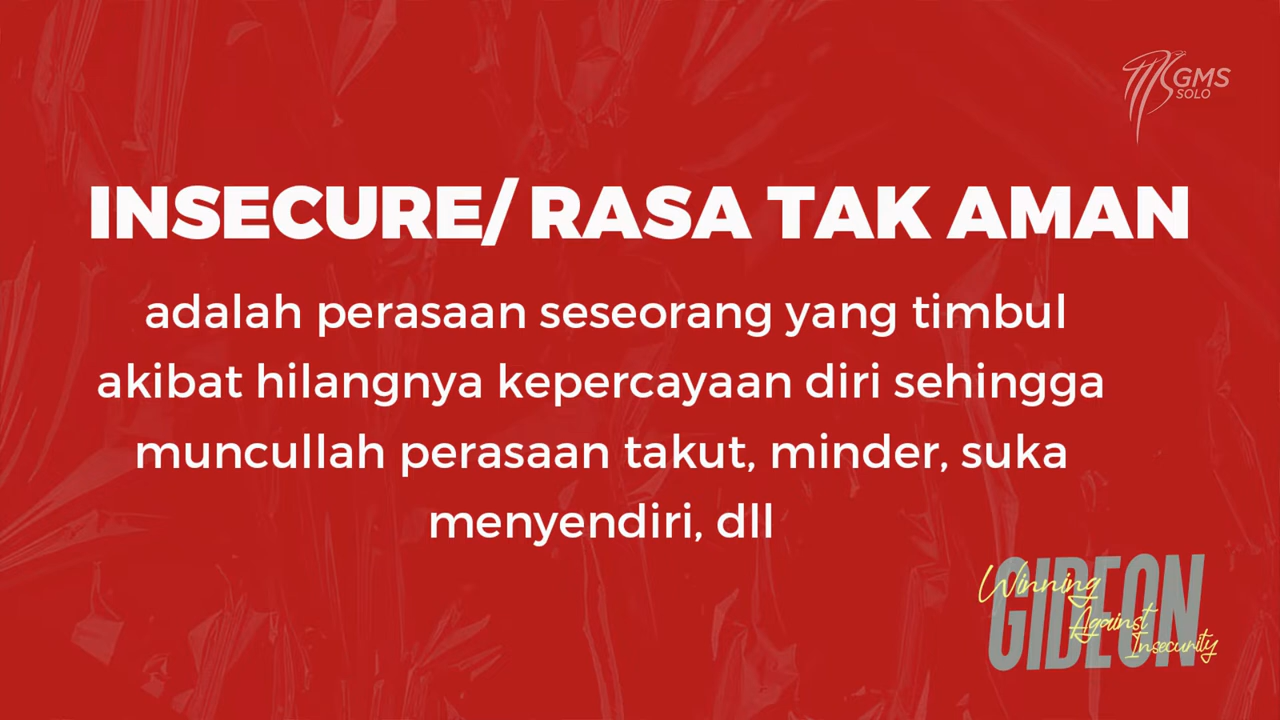 GMS
SOLO
INSECURE/ RASA TAK AMAN
adalah perasaan seseorang yang timbul
akibat hilangnya kepercayaan diri sehingga
muncullah perasaan takut, minder, suka
menyendiri, dll
GIDEON
Winning
Against
Insecurity